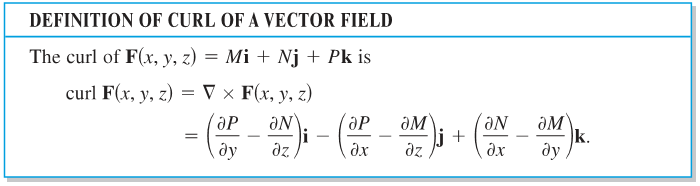 DEFINITION OF CURL OF A VECTOR FIELD
The curl of F(x, y, z) = Mi + Nj + Pk is
curl F(x, y, z) = ∇ × F(x, y, z)
= (∂P/∂y − ∂N/∂z)i − (∂P/∂x − ∂M/∂z)j + (∂N/∂x − ∂M/∂y)k.